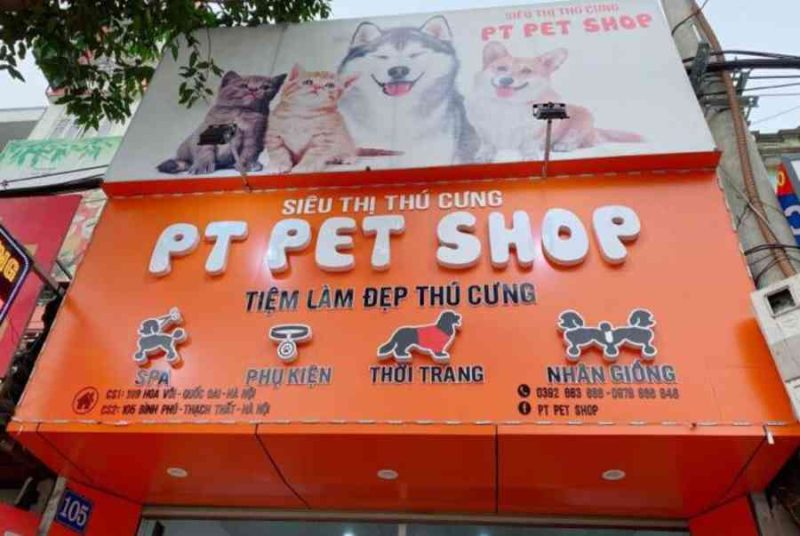 SIÊU THỊ THÚ CƯNG
PT PET SHOP
SIÊU THỊ THÚ CƯNG
PT PET SHOP
TIỆM LÀM ĐẸP THÚ CƯNG
SPA
PHỤ KIỆN
THỜI TRANG
NHÂN GIỐNG
CS1: HOA VÔI - QUỐC OAI - HÀ NỘI
CS2: 105 BÌNH PHÚ - THẠCH THẤT - HÀ NỘI
PT PET SHOP
105